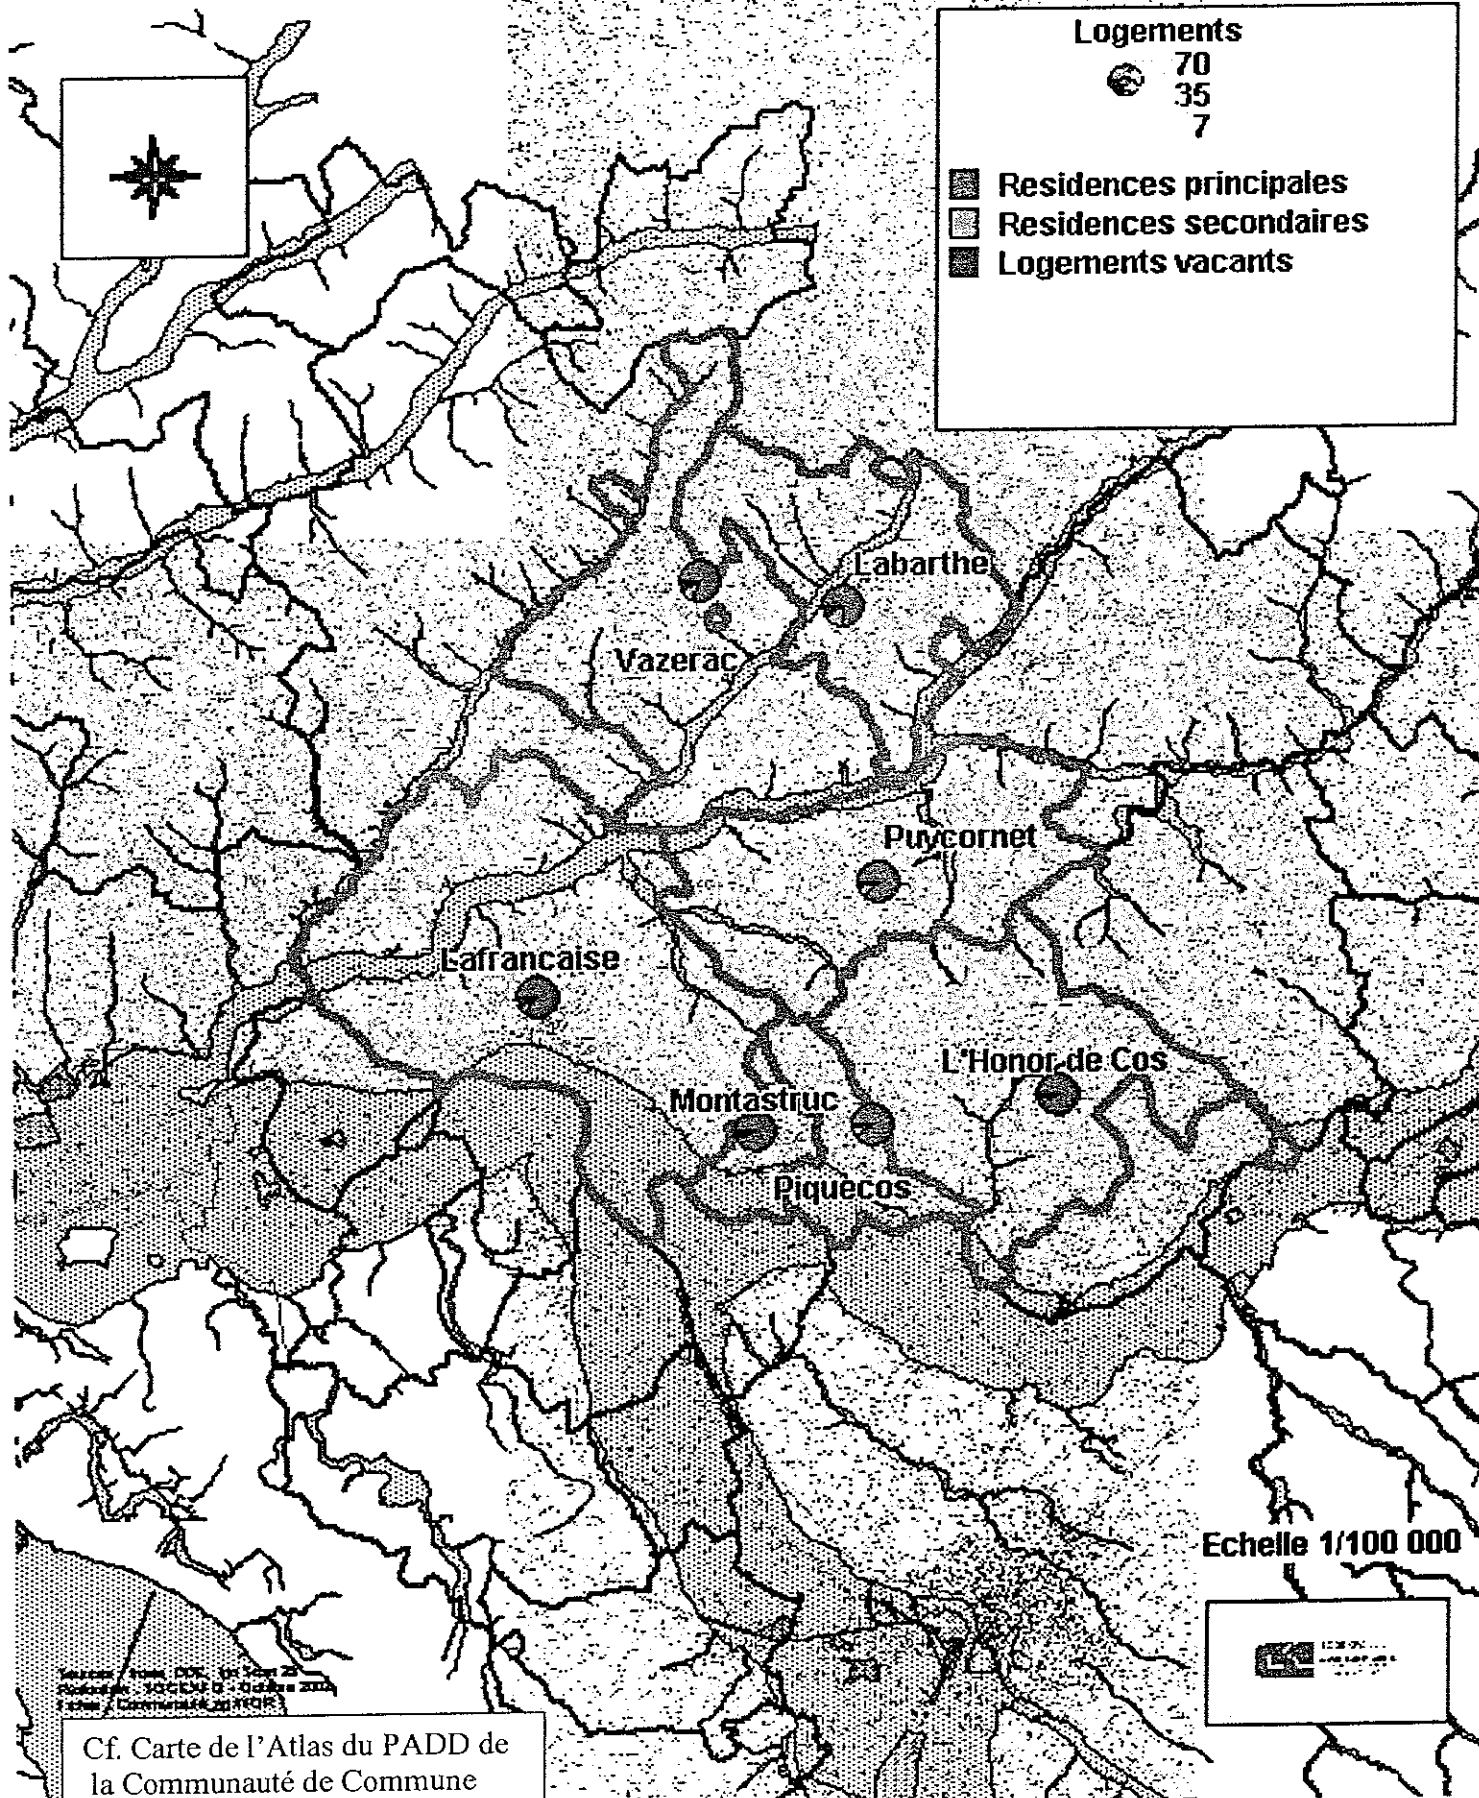 Logements
70
35
7
Residences principales
Residences secondaires
Logements vacants
Labarthe
Vazerac
Puycornet
Lafrancaise
L'Honor de Cos
Montastruc
Piquecos
Echelle 1/100 000
Cf. Carte de l'Atlas du PADD de
la Communauté de Commune